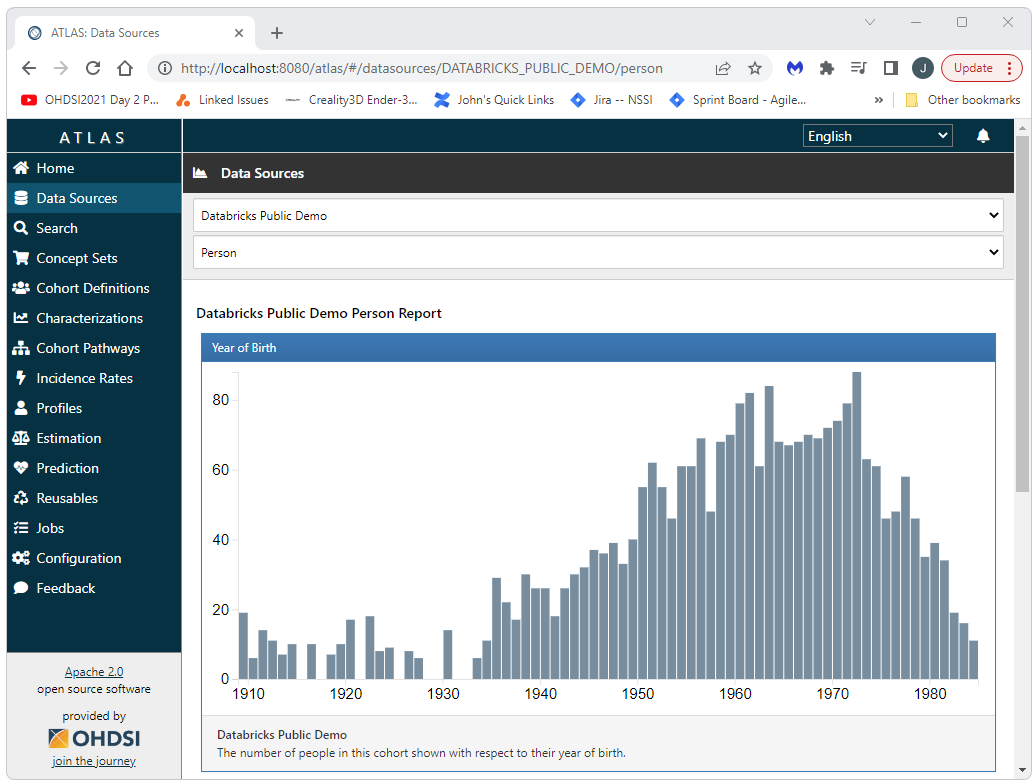 ATLAS: Data Sources
http://localhost:8080/atlas/#/datasources/DATABRICKS_PUBLIC_DEMO/person
J
Update
OHDSI2021 Day 2 P...
Linked Issues
Creality3D Ender-3...
John's Quick Links
Jira -- NSSI
Sprint Board - Agile...
»
Other bookmarks
ATLAS
English
Home
Data Sources
Search
Concept Sets
Cohort Definitions
Characterizations
Cohort Pathways
Incidence Rates
Profiles
Estimation
Prediction
Reusables
Jobs
Configuration
Feedback
Apache 2.0
open source software
provided by
OHDSI
join the journey
Data Sources
Databricks Public Demo
Person
Databricks Public Demo Person Report
Year of Birth
80
60
40
20
0
1910 1920 1930 1940 1950 1960 1970 1980
Databricks Public Demo
The number of people in this cohort shown with respect to their year of birth.